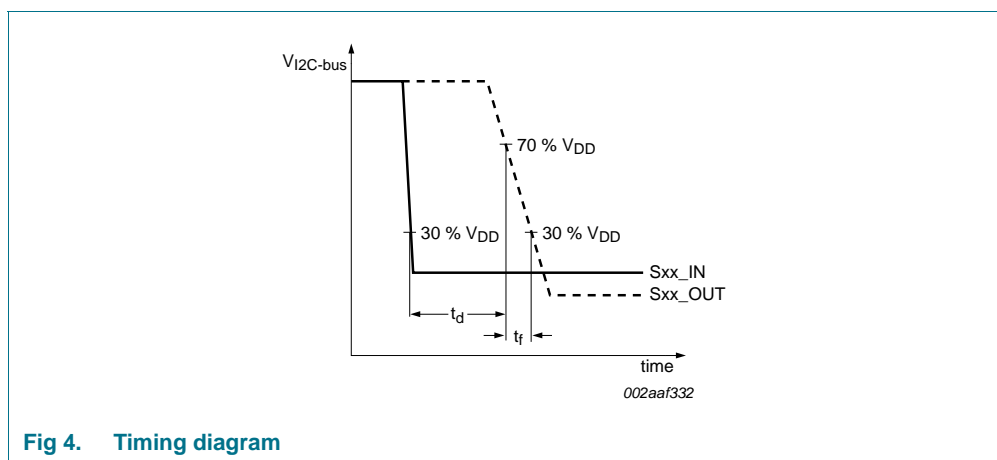 VI2C-bus
70 % VDD
30 % VDD
30 % VDD
Sxx_IN
Sxx_OUT
td
tf
time
002aaf332
Fig 4. Timing diagram